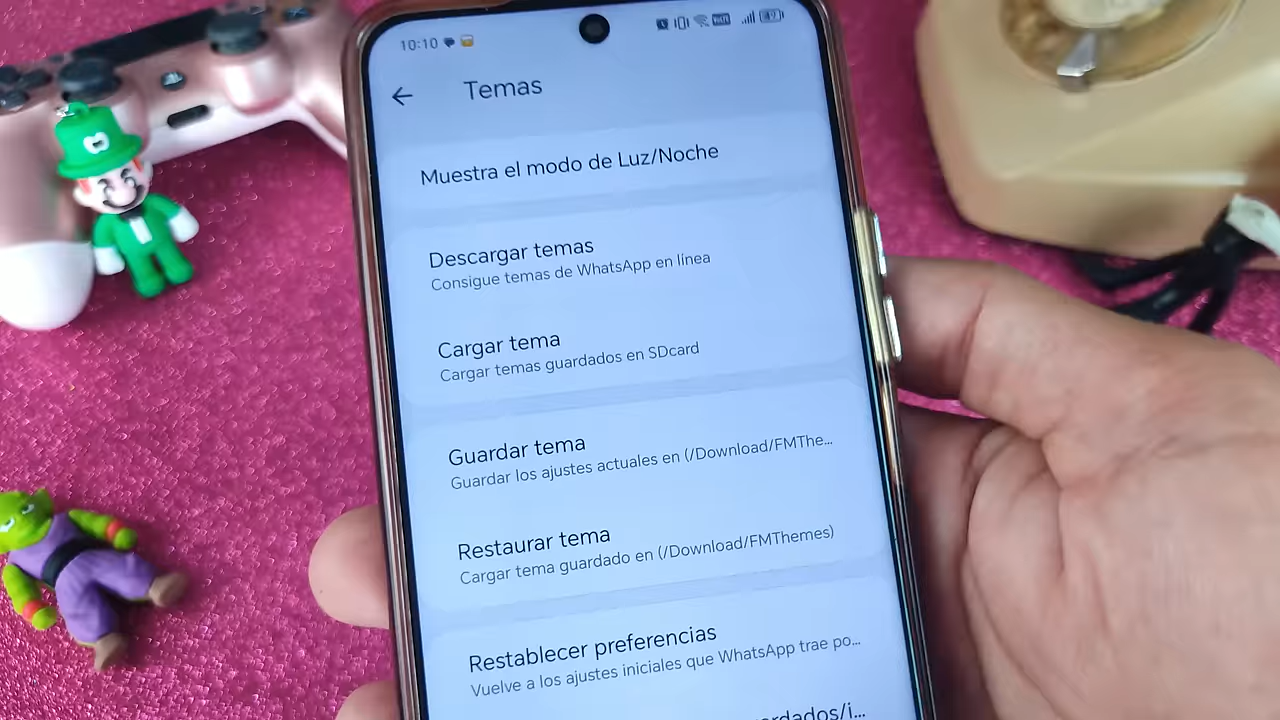 10:10
Temas
Muestra el modo de Luz/Noche
Descargar temas
Consigue temas de WhatsApp en línea
Cargar tema
Cargar temas guardados en SDcard
Guardar tema
Guardar los ajustes actuales en (/Download/FMThe...
Restaurar tema
Cargar tema guardado en (/Download/FMThemes)
Restablecer preferencias
Vuelve a los ajustes iniciales que WhatsApp trae po...